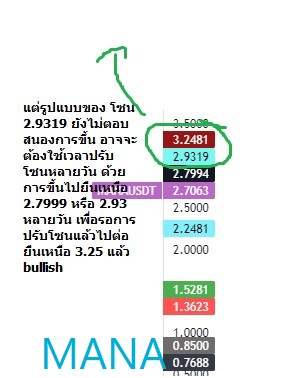 แต่รูปแบบของ โซน
2.9319 ยังไม่ตอบ
สนองการขึ้น อาจจะ
ต้องใช้เวลาปรับ
โซนหลายวัน ด้วย
การขึ้นไปยืนเหนือ
2.7999 หรือ 2.93
หลายวัน เพื่อรอการ
ปรับโซนแล้วไปต่อ
ยืนเหนือ 3.25 แล้ว
bullish
3.5000
3.2481
2.9319
2.7994
USDT 2.7063
2.5000
2.2481
2.0000
1.5281
1.3623
1.0000
0.8500
0.7688
MANA